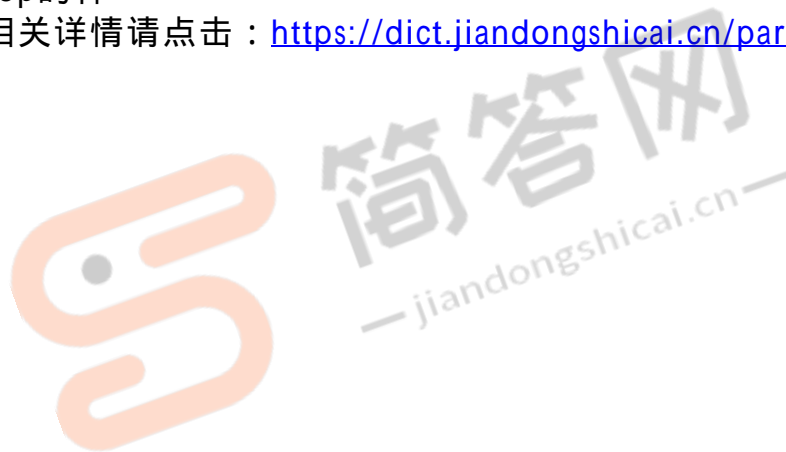 相关详情请点击：https://dict.jiandongshicai.cn/par
简答网
jiandongshicai.cn